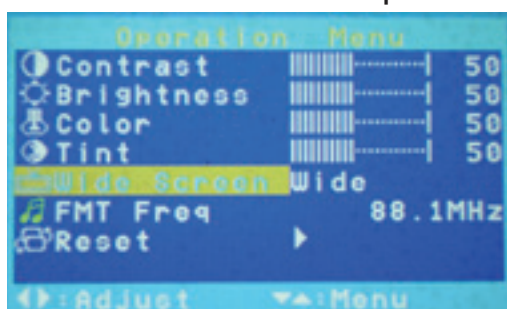 Operation Menu
Contrast 50
Brightness 50
Color 50
Tint 50
Wide Screen Wide
FMT Freq 88.1MHz
Reset
:Adjust :Menu